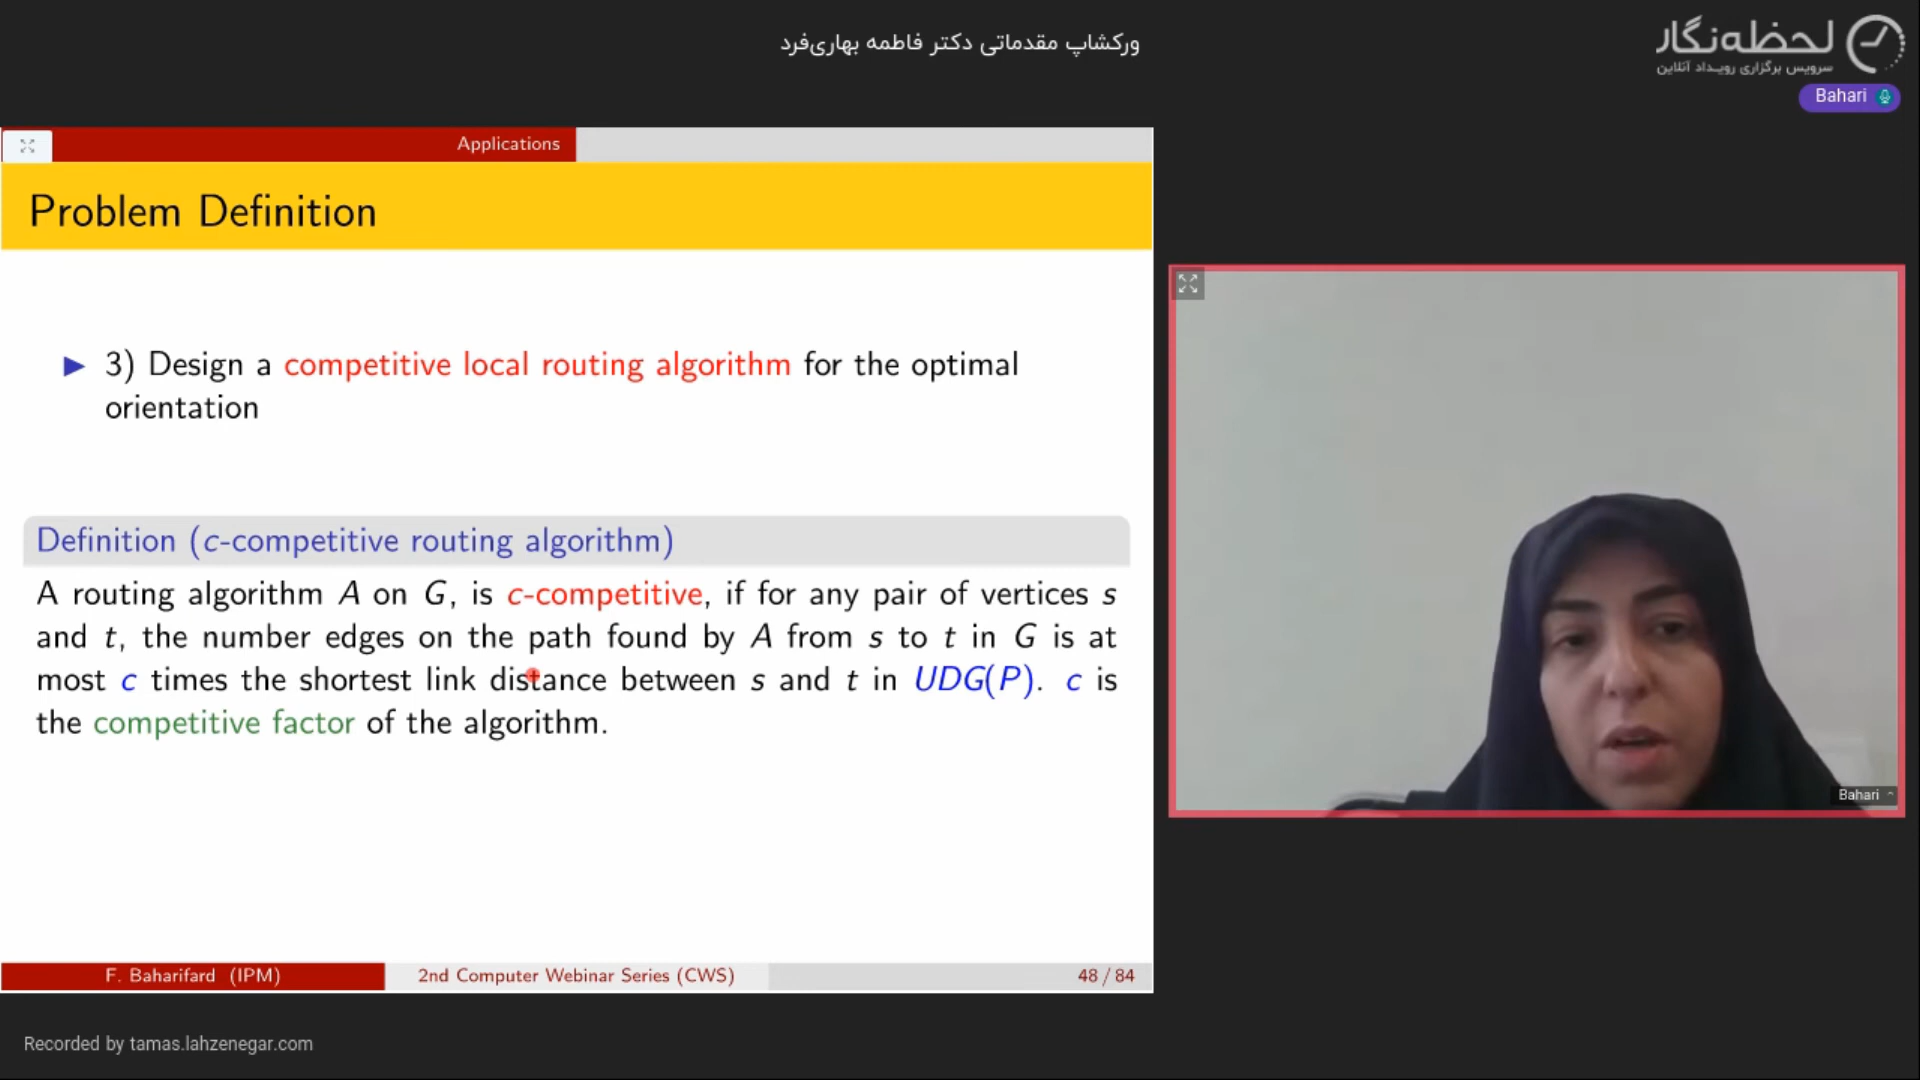 ورکشاپ مقدماتی دکتر فاطمه بهاری‌فرد
لحظه‌نگار
سرویس برگزاری رویداد آنلاین
Bahari
Applications
Problem Definition
3) Design a competitive local routing algorithm for the optimal
orientation
Definition (c-competitive routing algorithm)
A routing algorithm A on G, is c-competitive, if for any pair of vertices s
and t, the number edges on the path found by A from s to t in G is at
most c times the shortest link distance between s and t in UDG(P). c is
the competitive factor of the algorithm.
F. Baharifard (IPM)
2nd Computer Webinar Series (CWS)
48 / 84
Bahari
Recorded by tamas.lahzenegar.com